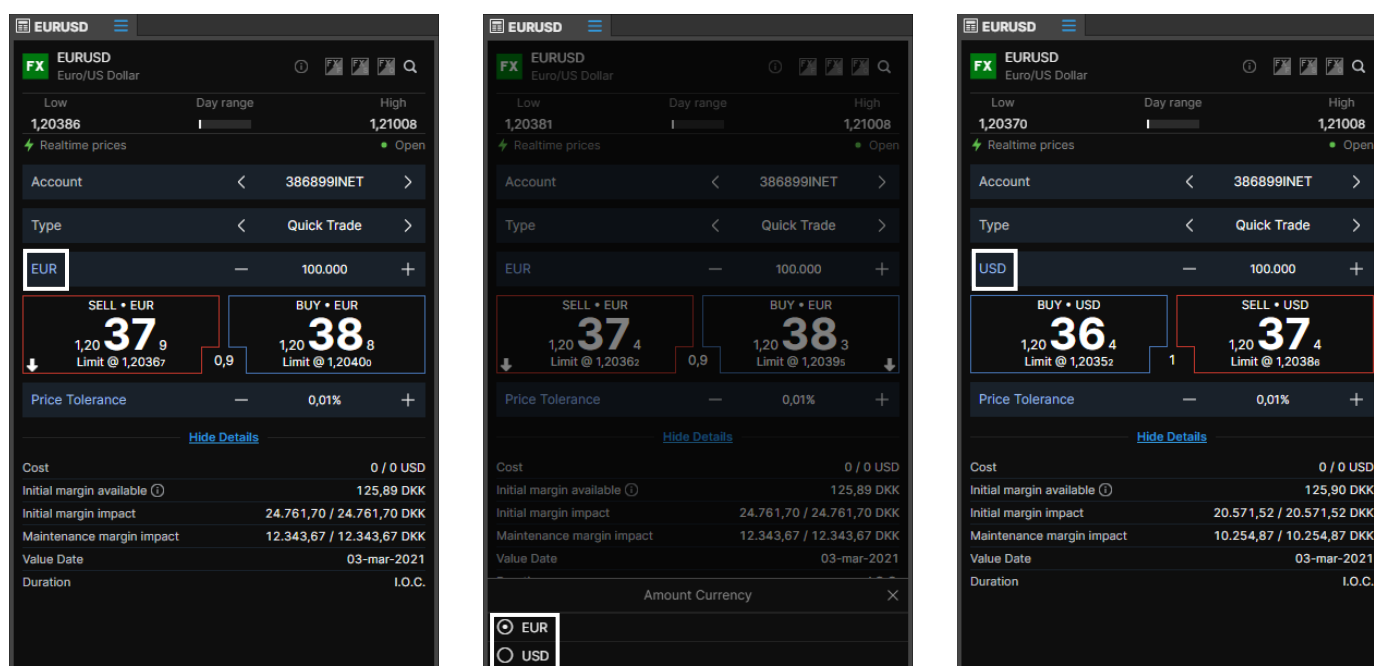 EURUSD
FX EURUSD
Euro/US Dollar
Low Day range High
1,20386 1,21008
Realtime prices Open
Account 386899INET
Type Quick Trade
EUR — 100.000 +
SELL • EUR BUY • EUR
1,20 37 9 1,20 38 8
Limit @ 1,20367 0,9 Limit @ 1,20400
Price Tolerance — 0,01% +
Hide Details
Cost 0 / 0 USD
Initial margin available 125,89 DKK
Initial margin impact 24.761,70 / 24.761,70 DKK
Maintenance margin impact 12.343,67 / 12.343,67 DKK
Value Date 03-mar-2021
Duration I.O.C.
EURUSD
FX EURUSD
Euro/US Dollar
Low Day range High
1,20381 1,21008
Realtime prices Open
Account 386899INET
Type Quick Trade
EUR — 100.000 +
SELL • EUR BUY • EUR
1,20 37 4 1,20 38 3
Limit @ 1,20362 0,9 Limit @ 1,20395
Price Tolerance — 0,01% +
Hide Details
Cost 0 / 0 USD
Initial margin available 125,89 DKK
Initial margin impact 24.761,70 / 24.761,70 DKK
Maintenance margin impact 12.343,67 / 12.343,67 DKK
Value Date 03-mar-2021
Amount Currency
EUR
USD
EURUSD
FX EURUSD
Euro/US Dollar
Low Day range High
1,20370 1,21008
Realtime prices Open
Account 386899INET
Type Quick Trade
USD — 100.000 +
BUY • USD SELL • USD
1,20 36 4 1,20 37 4
Limit @ 1,20352 1 Limit @ 1,20386
Price Tolerance — 0,01% +
Hide Details
Cost 0 / 0 USD
Initial margin available 125,90 DKK
Initial margin impact 20.571,52 / 20.571,52 DKK
Maintenance margin impact 10.254,87 / 10.254,87 DKK
Value Date 03-mar-2021
Duration I.O.C.